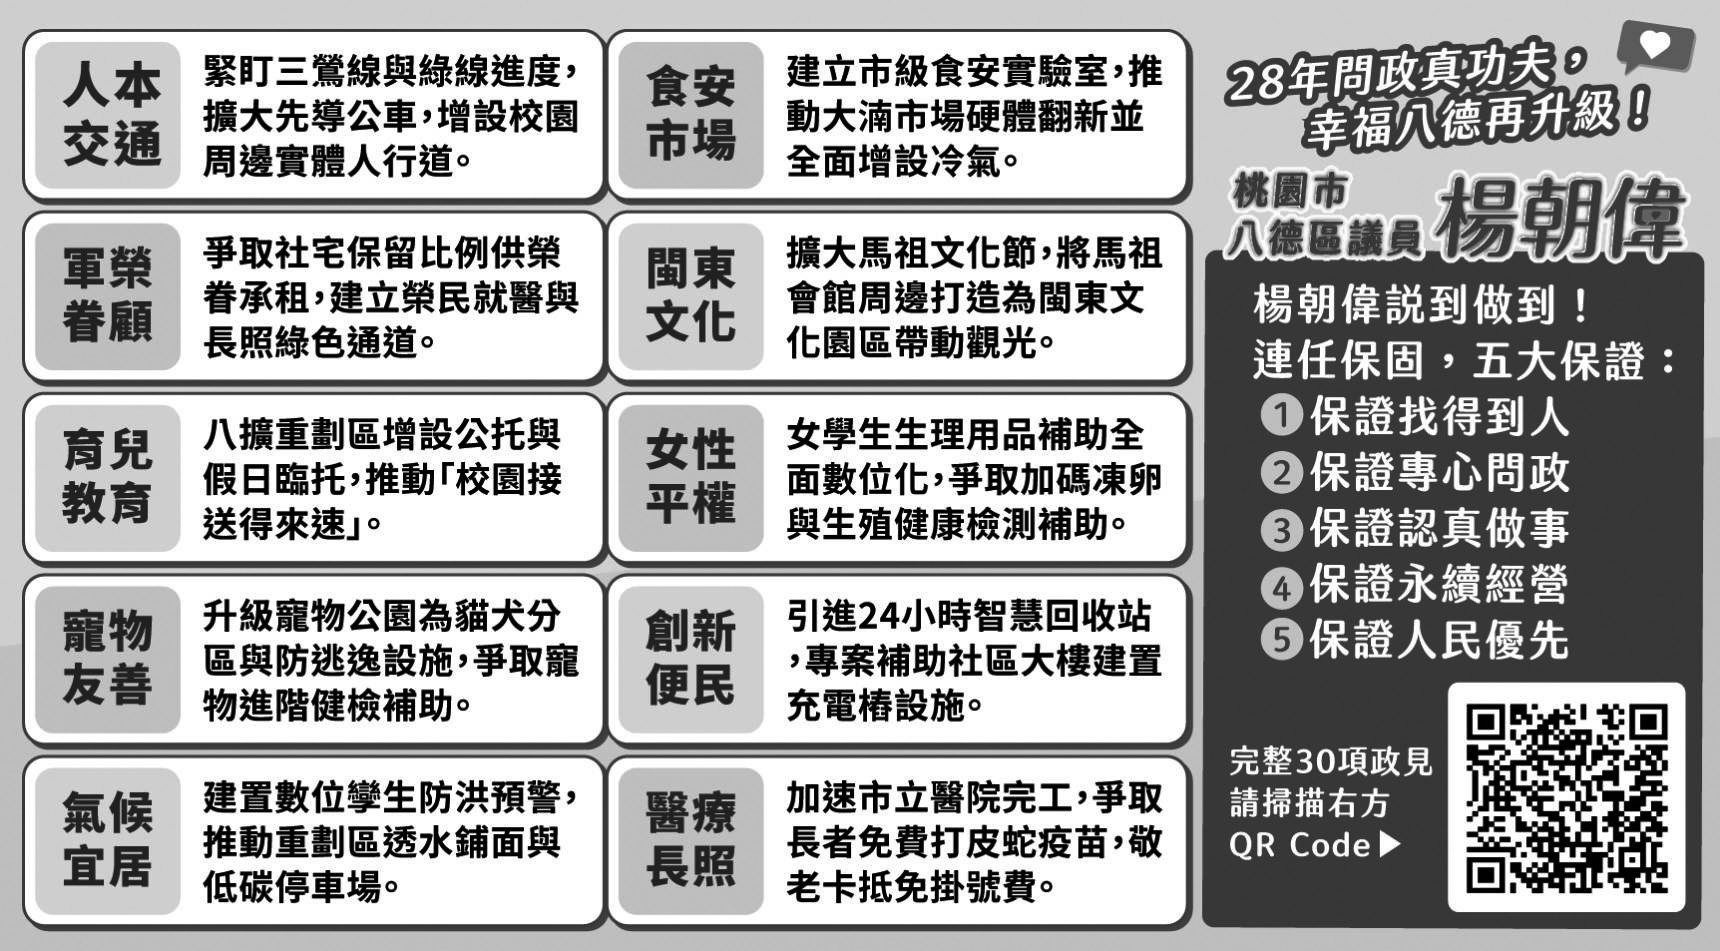 人本
交通
緊盯三鶯線與綠線進度，
擴大先導公車，增設校園
周邊實體人行道。
食安
市場
建立市級食安實驗室，推
動大湳市場硬體翻新並
全面增設冷氣。
軍榮
眷顧
爭取社宅保留比例供榮
眷承租，建立榮民就醫與
長照綠色通道。
閩東
文化
擴大馬祖文化節，將馬祖
會館周邊打造為閩東文
化園區帶動觀光。
育兒
教育
八擴重劃區增設公托與
假日臨托，推動「校園接
送得來速」。
女性
平權
女學生生理用品補助全
面數位化，爭取加碼凍卵
與生殖健康檢測補助。
寵物
友善
升級寵物公園為貓犬分
區與防逃逸設施，爭取寵
物進階健檢補助。
創新
便民
引進24小時智慧回收站
，專案補助社區大樓建置
充電樁設施。
氣候
宜居
建置數位孿生防洪預警，
推動重劃區透水鋪面與
低碳停車場。
醫療
長照
加速市立醫院完工，爭取
長者免費打皮蛇疫苗，敬
老卡抵免掛號費。
28年問政真功夫，
幸福八德再升級！
桃園市
八德區議員
楊朝偉
楊朝偉説到做到！
連任保固，五大保證：
1 保證找得到人
2 保證專心問政
3 保證認真做事
4 保證永續經營
5 保證人民優先
完整30項政見
請掃描右方
QR Code▶